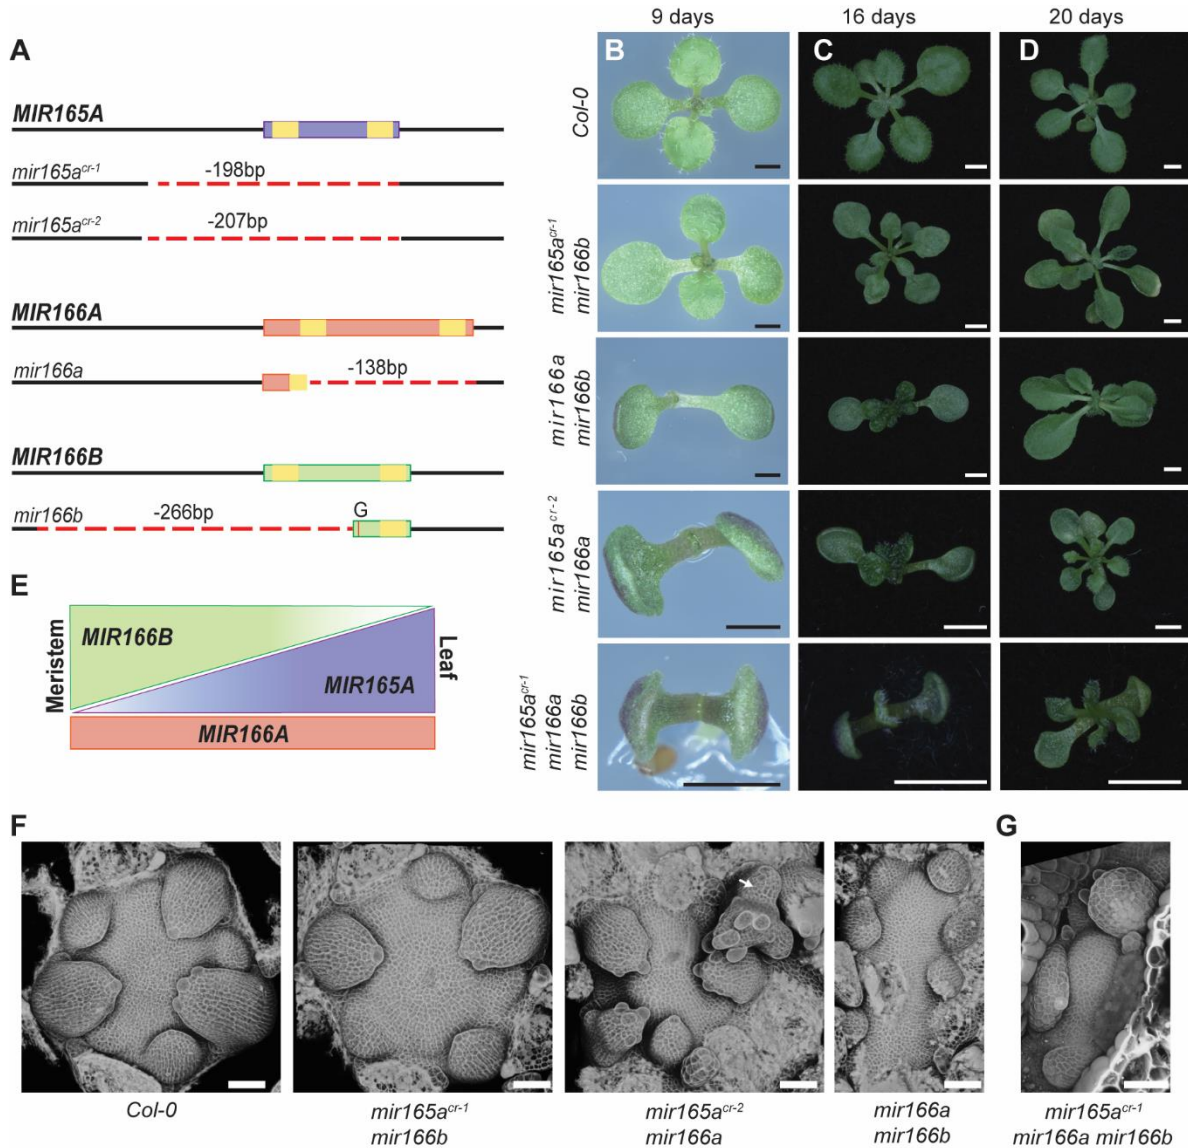 9 days
16 days
20 days
A
B
C
D
Col-0
MIR165A
mir165a^cr-1
-198bp
mir165a^cr-2
-207bp
mir165a^cr-1
mir166b
MIR166A
mir166a
-138bp
mir166a
mir166b
MIR166B
mir166b
-266bp
G
mir165a^cr-2
mir166a
E
Meristem
MIR166B
MIR165A
Leaf
MIR166A
mir165a^cr-1
mir166a
mir166b
F
G
Col-0
mir165a^cr-1
mir166b
mir165a^cr-2
mir166a
mir166a
mir166b
mir165a^cr-1
mir166a mir166b